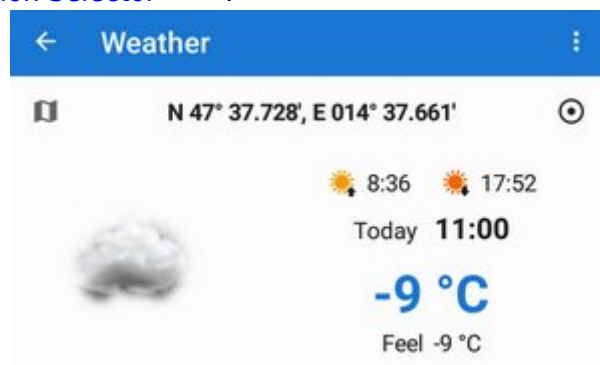 Weather
N 47° 37.728', E 014° 37.661'
8:36 17:52
Today 11:00
-9 °C
Feel -9 °C